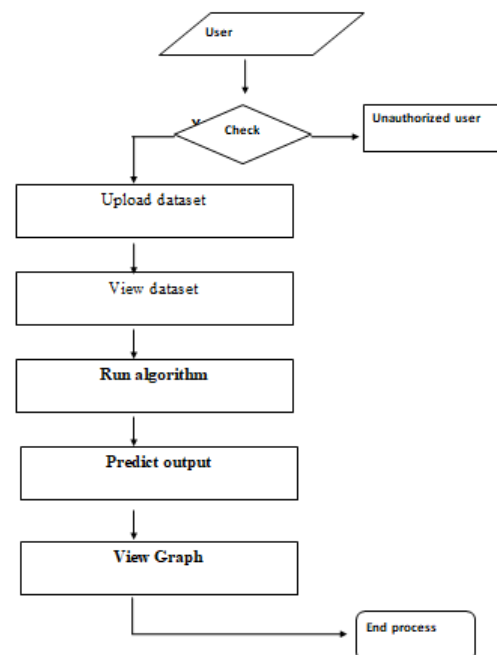 User
Check
Unauthorized user
Upload dataset
View dataset
Run algorithm
Predict output
View Graph
End process